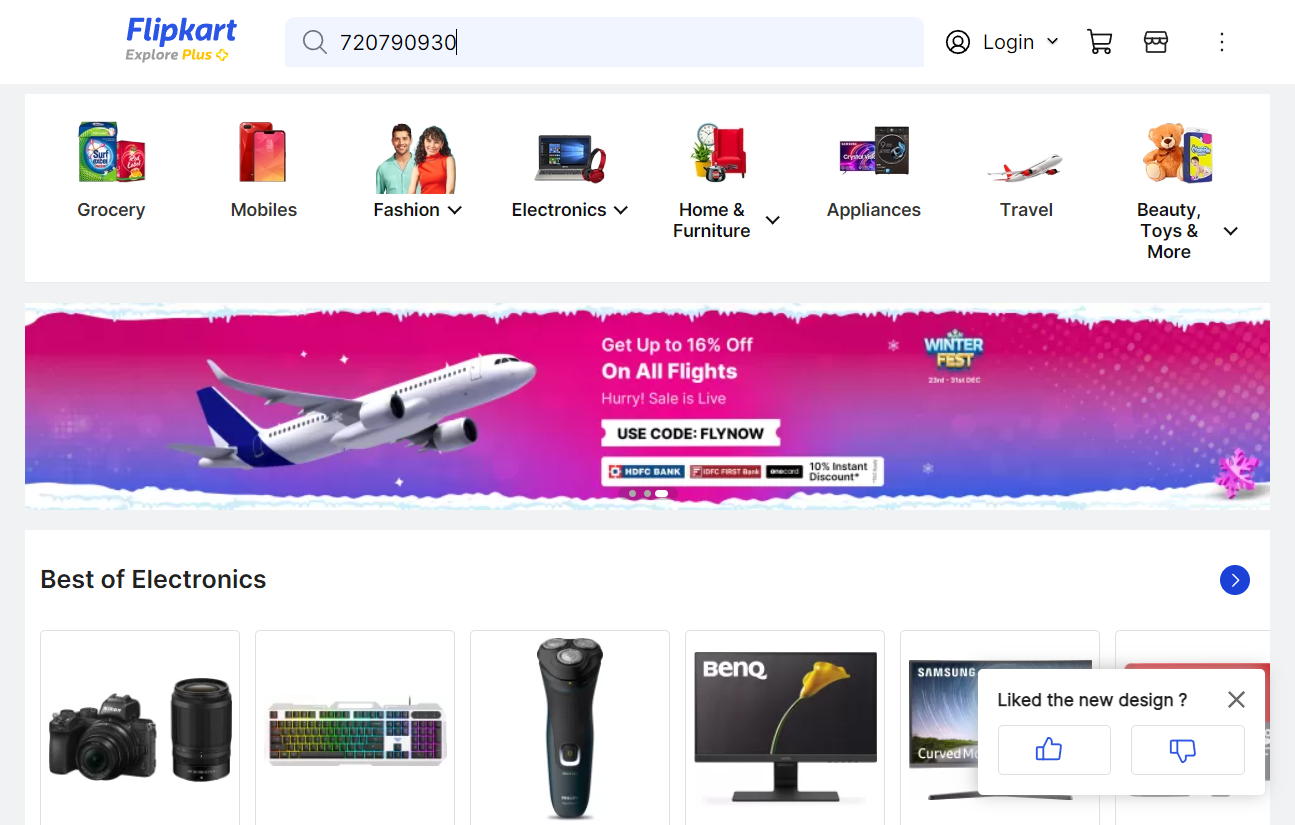 Flipkart
Explore Plus
720790930
Login
Grocery
Mobiles
Fashion
Electronics
Home &
Furniture
Appliances
Travel
Beauty,
Toys &
More
Get Up to 16% Off
On All Flights
Hurry! Sale is Live
USE CODE: FLYNOW
HDFC BANK
IDFC FIRST Bank
onecard
10% Instant
Discount*
WINTER
FEST
23rd - 31st DEC
Best of Electronics
Nikon
BenQ
SAMSUNG
Curved Mo
Liked the new design ?